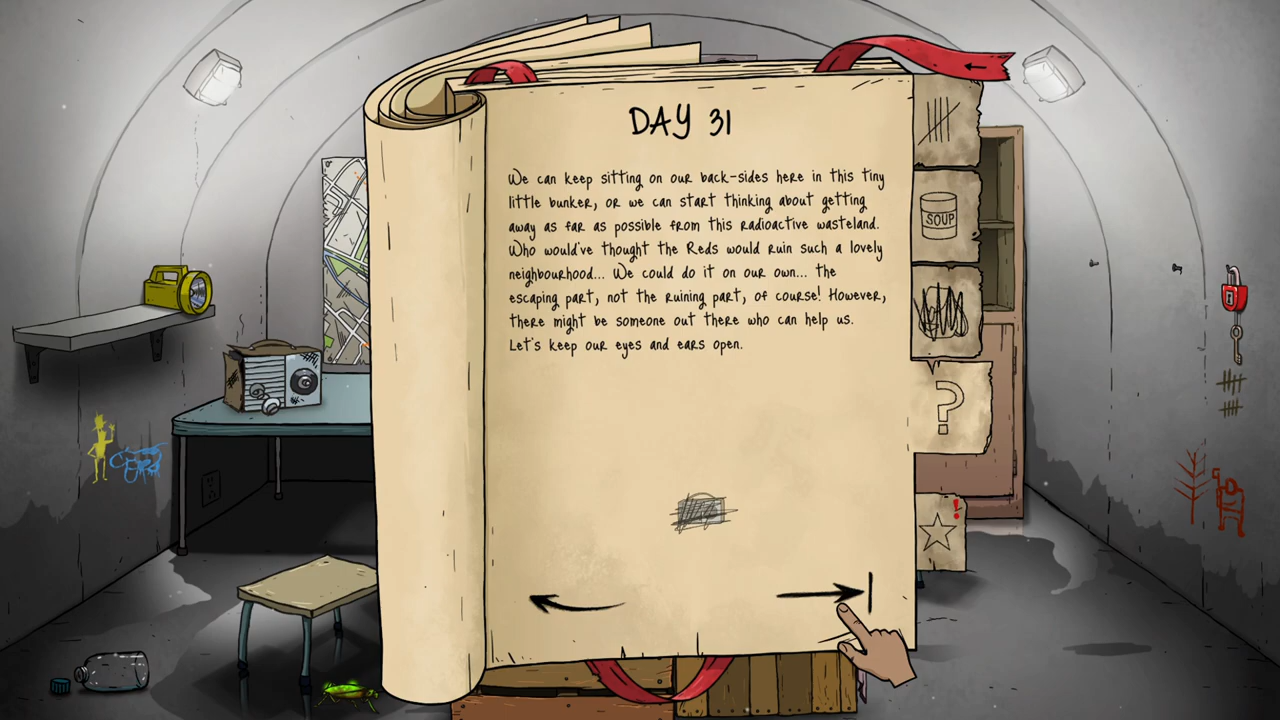 DAY 31
We can keep sitting on our back-sides here in this tiny
little bunker, or we can start thinking about getting
away as far as possible from this radioactive wasteland.
Who would've thought the Reds would ruin such a lovely
neighbourhood... We could do it on our own... the
escaping part, not the ruining part, of course! However,
there might be someone out there who can help us.
Let's keep our eyes and ears open.
SOUP
?
!